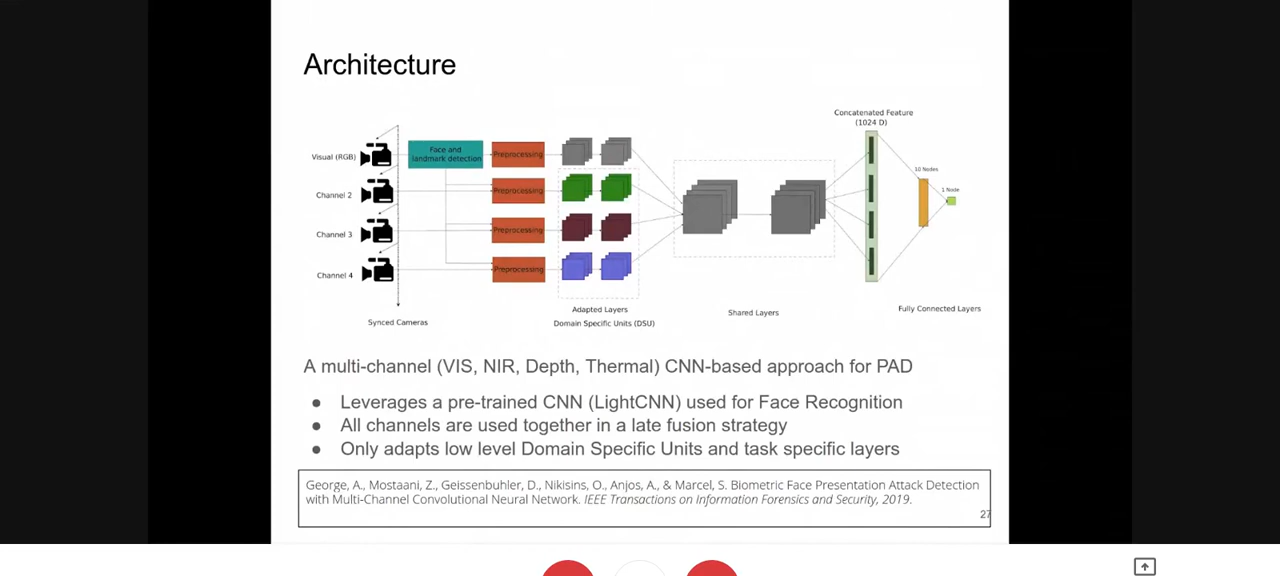 Architecture
Concatenated Feature
(1024 D)
Visual (RGB)
Face and
landmark detection
Preprocessing
Channel 2
Preprocessing
Channel 3
Preprocessing
Channel 4
Preprocessing
10 Nodes
1 Node
Synced Cameras
Adapted Layers
Domain Specific Units (DSU)
Shared Layers
Fully Connected Layers
A multi-channel (VIS, NIR, Depth, Thermal) CNN-based approach for PAD
● Leverages a pre-trained CNN (LightCNN) used for Face Recognition
● All channels are used together in a late fusion strategy
● Only adapts low level Domain Specific Units and task specific layers
George, A., Mostaani, Z., Geissenbuhler, D., Nikisins, O., Anjos, A., & Marcel, S. Biometric Face Presentation Attack Detection
with Multi-Channel Convolutional Neural Network. IEEE Transactions on Information Forensics and Security, 2019.
27